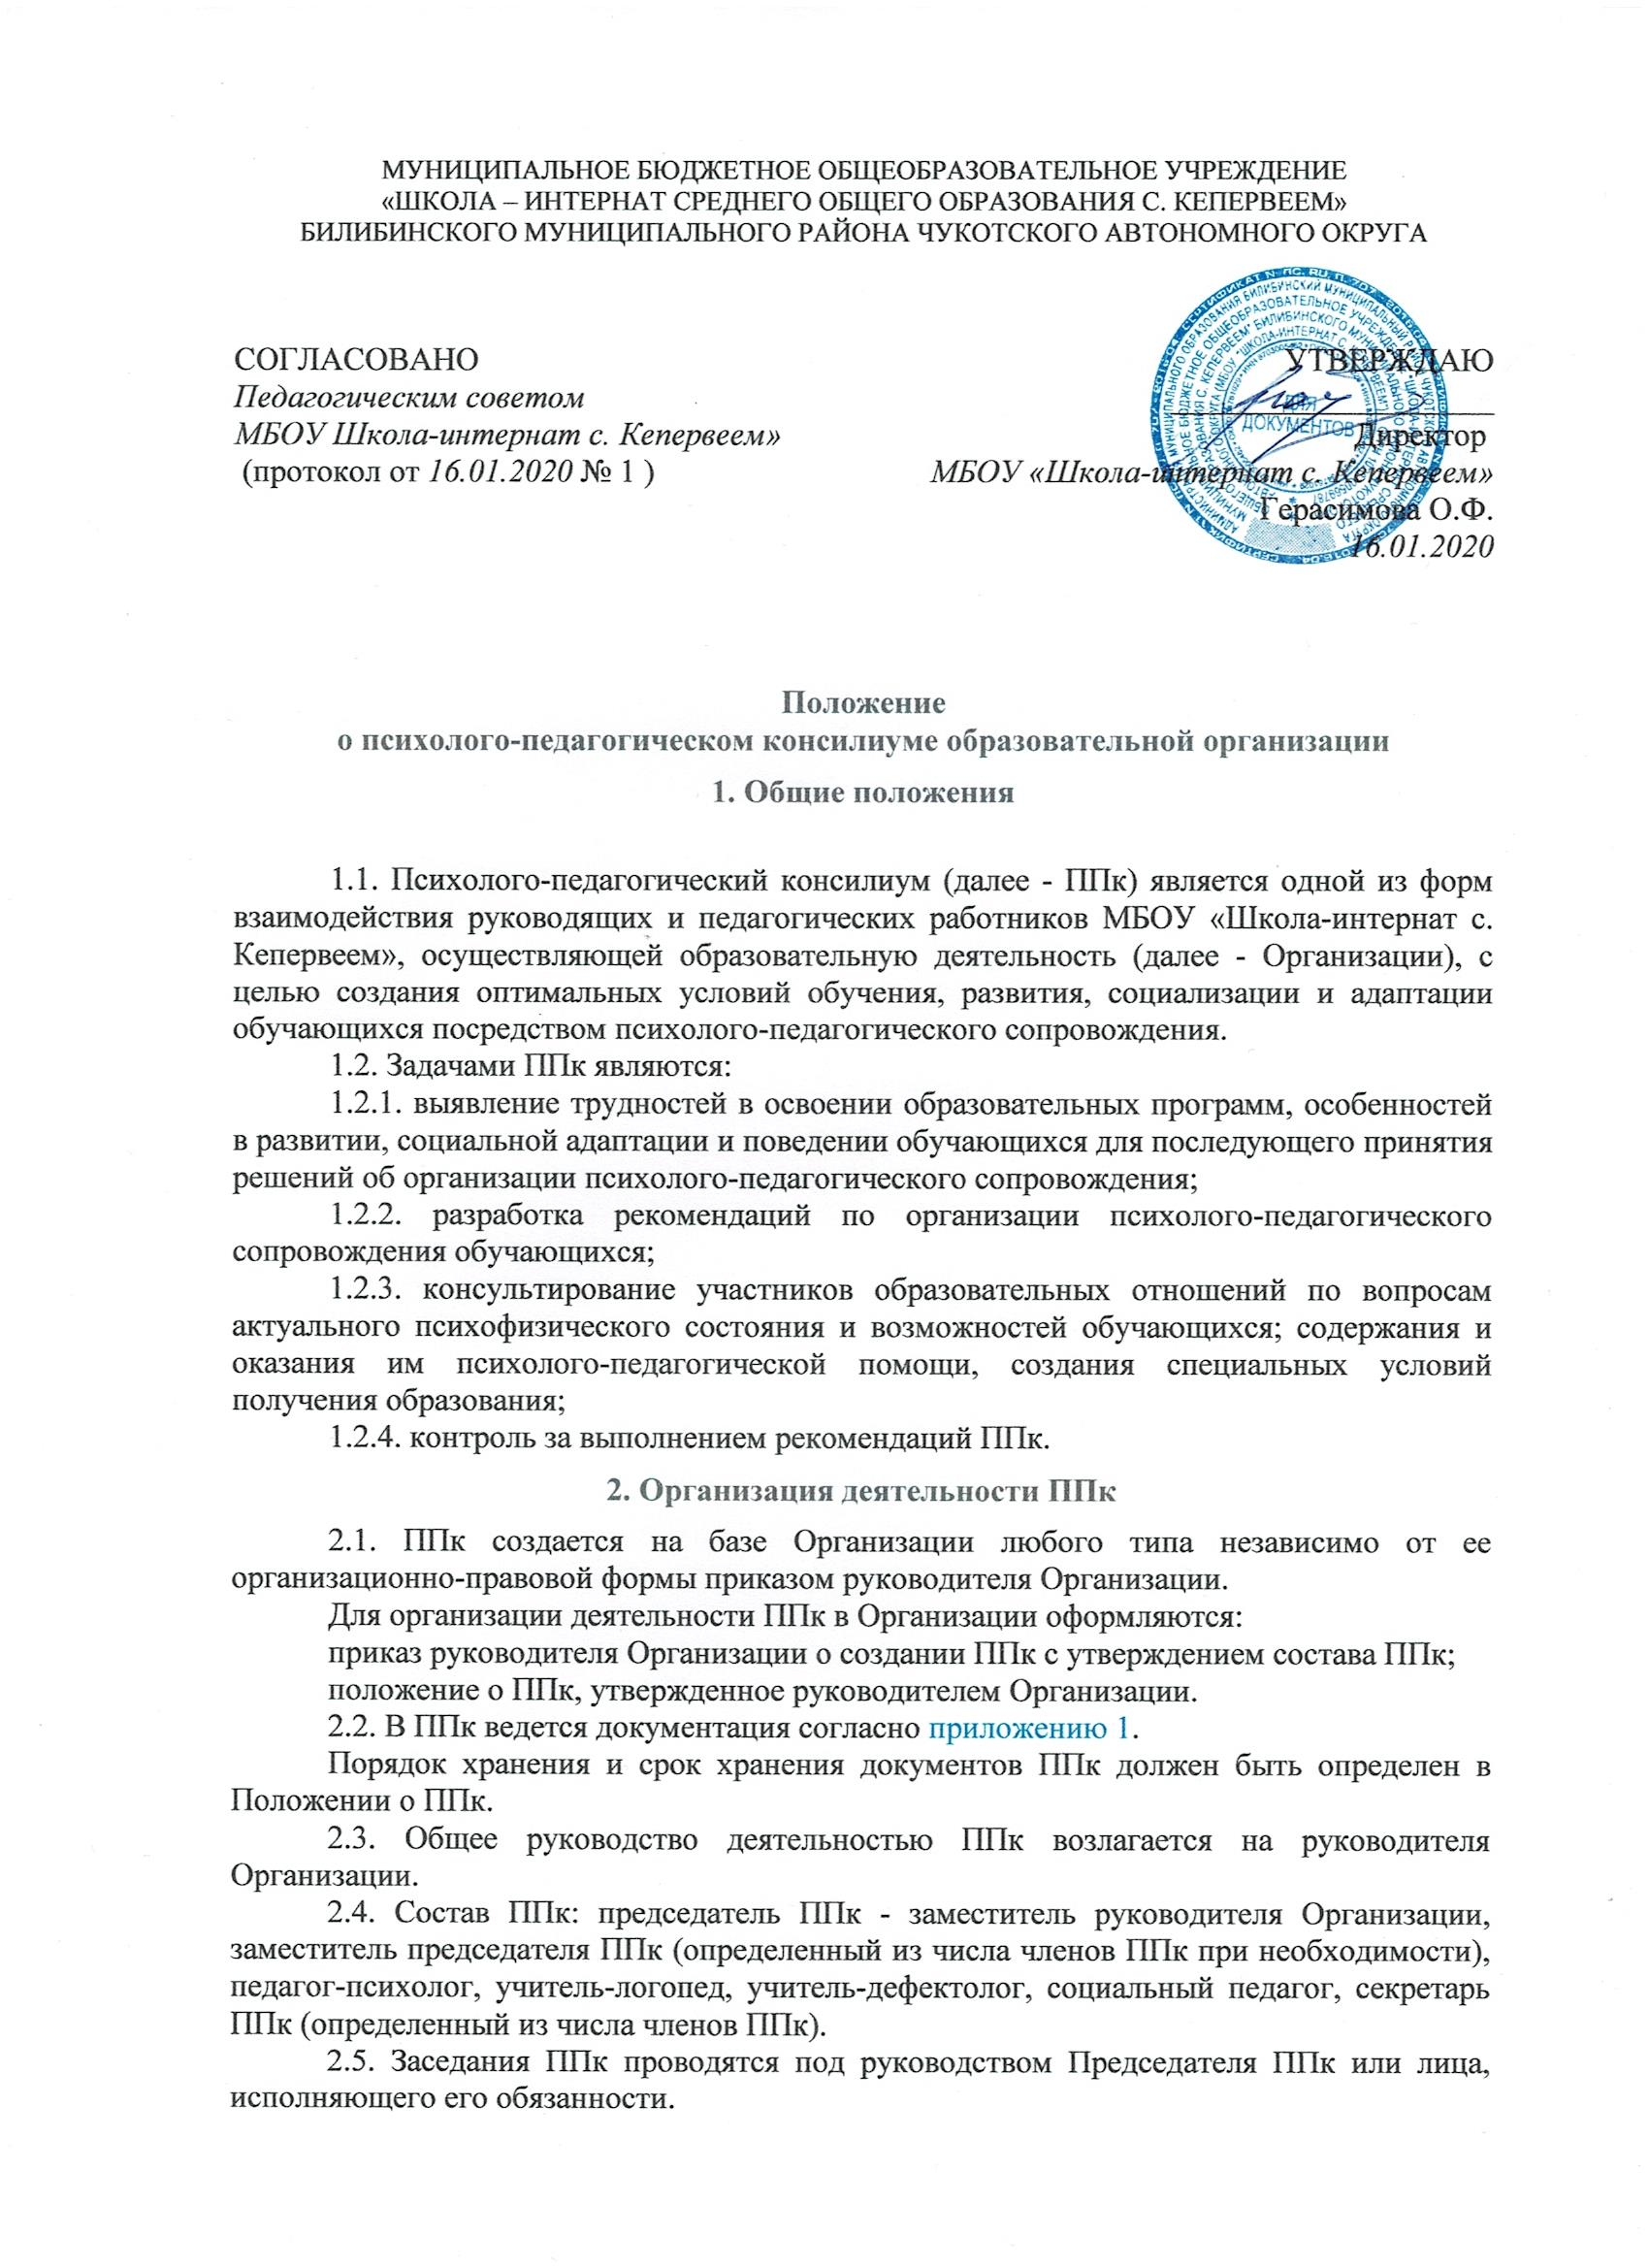 МУНИЦИПАЛЬНОЕ БЮДЖЕТНОЕ ОБЩЕОБРАЗОВАТЕЛЬНОЕ УЧРЕЖДЕНИЕ
«ШКОЛА – ИНТЕРНАТ СРЕДНЕГО ОБЩЕГО ОБРАЗОВАНИЯ С. КЕПЕРВЕЕМ»
БИЛИБИНСКОГО МУНИЦИПАЛЬНОГО РАЙОНА ЧУКОТСКОГО АВТОНОМНОГО ОКРУГА
СОГЛАСОВАНО
Педагогическим советом
МБОУ Школа-интернат с. Кепервеем»
(протокол от 16.01.2020 № 1 )
УТВЕРЖДАЮ
ДЛЯ
ДОКУМЕНТОВ
Директор
МБОУ «Школа-интернат с. Кепервеем»
Герасимова О.Ф.
16.01.2020
Положение
о психолого-педагогическом консилиуме образовательной организации
1. Общие положения
1.1. Психолого-педагогический консилиум (далее - ППк) является одной из форм
взаимодействия руководящих и педагогических работников МБОУ «Школа-интернат с.
Кепервеем», осуществляющей образовательную деятельность (далее - Организации), с
целью создания оптимальных условий обучения, развития, социализации и адаптации
обучающихся посредством психолого-педагогического сопровождения.
1.2. Задачами ППк являются:
1.2.1. выявление трудностей в освоении образовательных программ, особенностей
в развитии, социальной адаптации и поведении обучающихся для последующего принятия
решений об организации психолого-педагогического сопровождения;
1.2.2. разработка рекомендаций по организации психолого-педагогического
сопровождения обучающихся;
1.2.3. консультирование участников образовательных отношений по вопросам
актуального психофизического состояния и возможностей обучающихся; содержания и
оказания им психолого-педагогической помощи, создания специальных условий
получения образования;
1.2.4. контроль за выполнением рекомендаций ППк.
2. Организация деятельности ППк
2.1. ППк создается на базе Организации любого типа независимо от ее
организационно-правовой формы приказом руководителя Организации.
Для организации деятельности ППк в Организации оформляются:
приказ руководителя Организации о создании ППк с утверждением состава ППк;
положение о ППк, утвержденное руководителем Организации.
2.2. В ППк ведется документация согласно приложению 1.
Порядок хранения и срок хранения документов ППк должен быть определен в
Положении о ППк.
2.3. Общее руководство деятельностью ППк возлагается на руководителя
Организации.
2.4. Состав ППк: председатель ППк - заместитель руководителя Организации,
заместитель председателя ППк (определенный из числа членов ППк при необходимости),
педагог-психолог, учитель-логопед, учитель-дефектолог, социальный педагог, секретарь
ППк (определенный из числа членов ППк).
2.5. Заседания ППк проводятся под руководством Председателя ППк или лица,
исполняющего его обязанности.